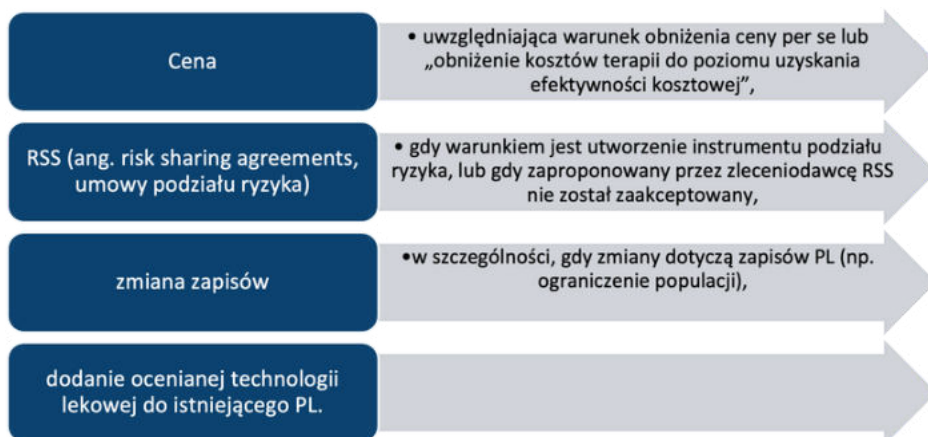 Cena
• uwzględniająca warunek obniżenia ceny per se lub
„obniżenie kosztów terapii do poziomu uzyskania
efektywności kosztowej”,
RSS (ang. risk sharing agreements,
umowy podziału ryzyka)
• gdy warunkiem jest utworzenie instrumentu podziału
ryzyka, lub gdy zaproponowany przez zleceniodawcę RSS
nie został zaakceptowany,
zmiana zapisów
•w szczególności, gdy zmiany dotyczą zapisów PL (np.
ograniczenie populacji),
dodanie ocenianej technologii
lekowej do istniejącego PL.